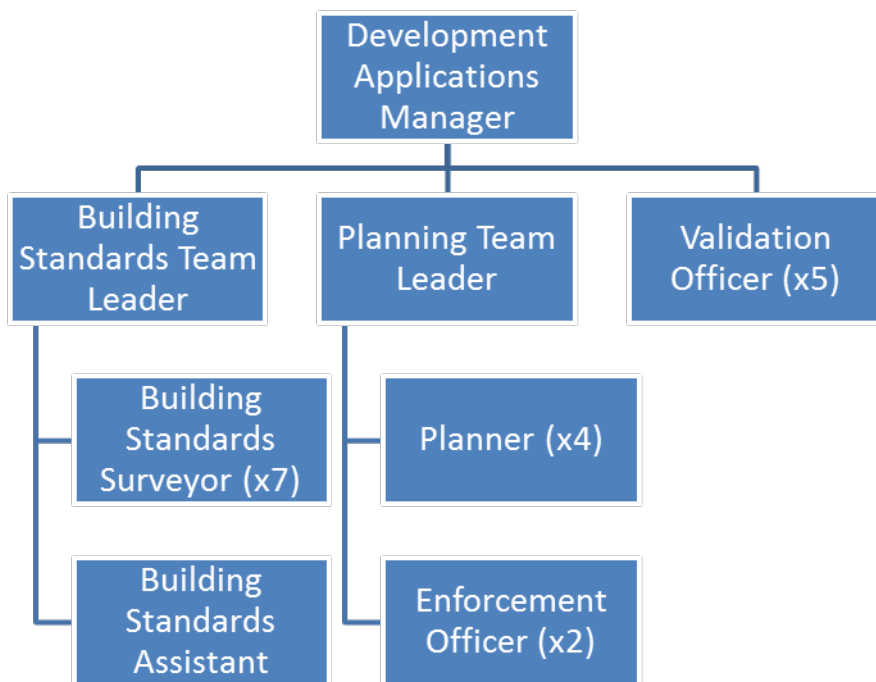 Development
Applications
Manager
Building
Standards Team
Leader
Planning Team
Leader
Validation
Officer (x5)
Building
Standards
Surveyor (x7)
Planner (x4)
Building
Standards
Assistant
Enforcement
Officer (x2)